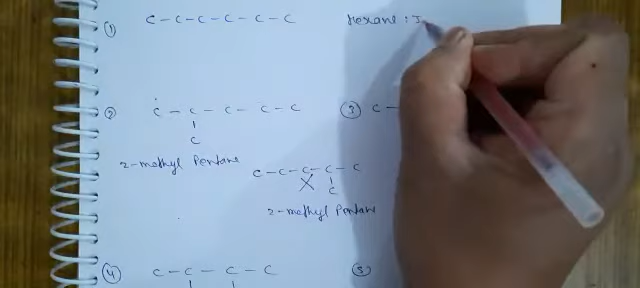 ① C-C-C-C-C-C Hexane : I
② C-C-C-C-C ③ C-
C
2-methyl Pentane
C-C-C-C-C
C
2-methyl Pentane
④ C-C-C-C ⑤